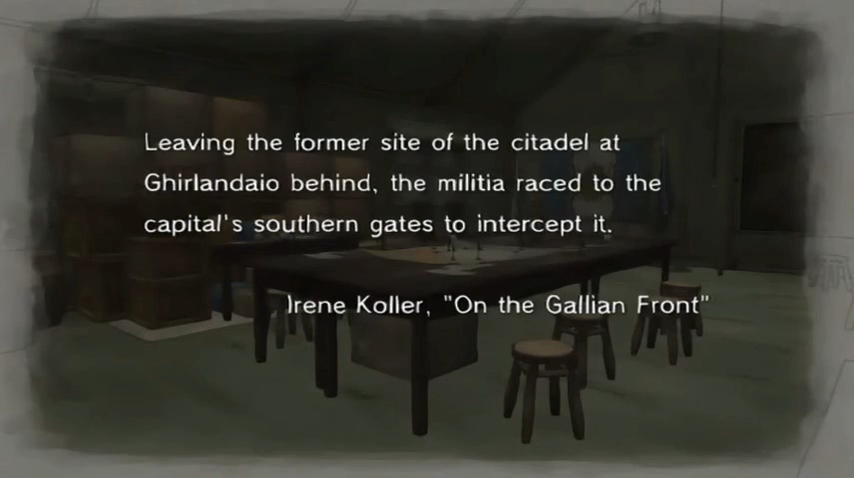 Leaving the former site of the citadel at
Ghirlandaio behind, the militia raced to the
capital's southern gates to intercept it.
Irene Koller, "On the Gallian Front"